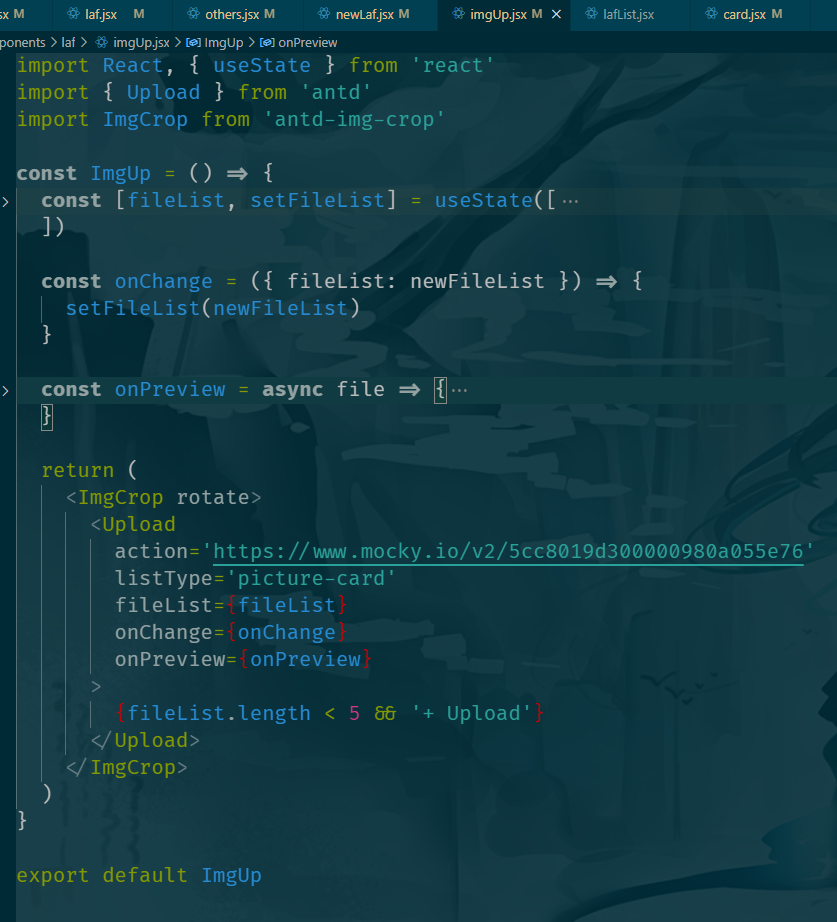 sx M laf.jsx M others.jsx M newLaf.jsx M imgUp.jsx M × lafList.jsx card.jsx M
ponents > laf > imgUp.jsx > ImgUp > onPreview
import React, { useState } from 'react'
import { Upload } from 'antd'
import ImgCrop from 'antd-img-crop'
const ImgUp = () => {
const [fileList, setFileList] = useState([ ···
])
const onChange = ({ fileList: newFileList }) => {
setFileList(newFileList)
}
const onPreview = async file => { ···
}
return (
<ImgCrop rotate>
<Upload
action='https://www.mocky.io/v2/5cc8019d300000980a055e76'
listType='picture-card'
fileList={fileList}
onChange={onChange}
onPreview={onPreview}
>
{fileList.length < 5 && '+ Upload'}
</Upload>
</ImgCrop>
)
}
export default ImgUp